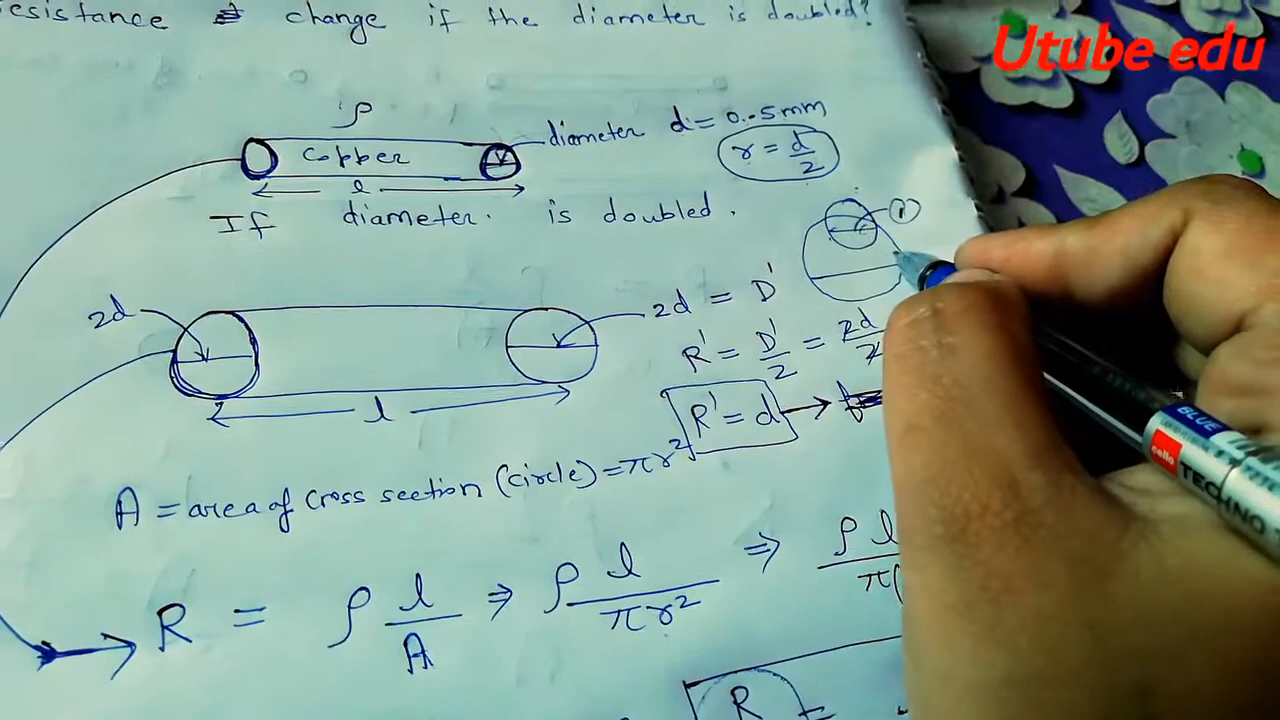 resistance change if the diameter is doubled?
Utube edu
ρ
copper
diameter d = 0.5mm
r = d/2
l
If diameter is doubled.
2d
2d = D'
R' = D'/2 = 2d/2
l
R' = d →
A = area of cross section (circle) = πr²
R = ρ l/A ⇒ ρ l/πr² ⇒ ρ l/π(
R =
BLUE
cello
TECHNO